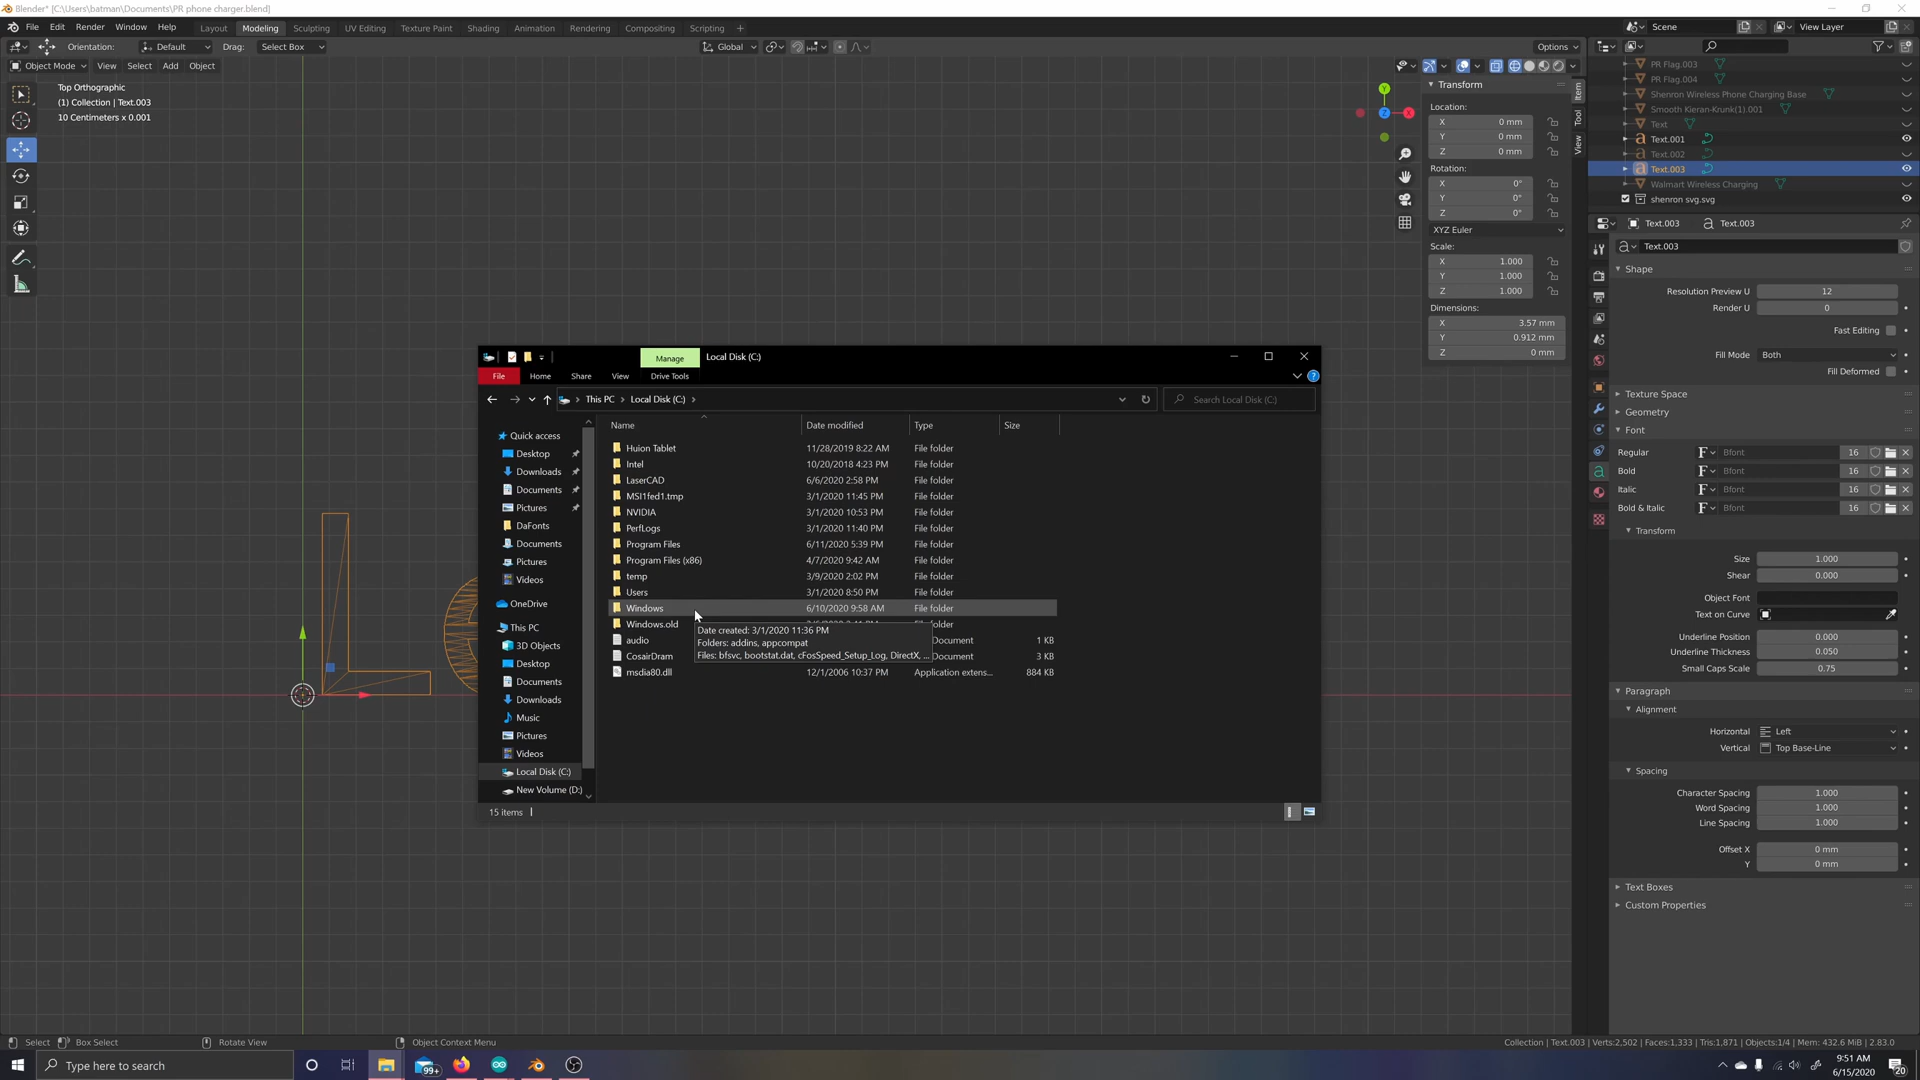 Blender* [C:\Users\batman\Documents\PR phone charger.blend]
File Edit Render Window Help
Layout Modeling Sculpting UV Editing Texture Paint Shading Animation Rendering Compositing Scripting +
Scene View Layer
Orientation: Default Drag: Select Box
Global
Options
Object Mode View Select Add Object
Top Orthographic
(1) Collection | Text.003
10 Centimeters x 0.001
Y
X
Z
Transform
Location:
X 0 mm
Y 0 mm
Z 0 mm
Rotation:
X 0°
Y 0°
Z 0°
XYZ Euler
Scale:
X 1.000
Y 1.000
Z 1.000
Dimensions:
X 3.57 mm
Y 0.912 mm
Z 0 mm
Item
Tool
View
PR Flag.003
PR Flag.004
Shenron Wireless Phone Charging Base
Smooth Kieran-Krunk(1).001
Text
Text.001
Text.002
Text.003
Walmart Wireless Charging
shenron svg.svg
Text.003 Text.003
Text.003
Shape
Resolution Preview U 12
Render U 0
Fast Editing
Fill Mode Both
Fill Deformed
Texture Space
Geometry
Font
Regular Bfont 16
Bold Bfont 16
Italic Bfont 16
Bold & Italic Bfont 16
Transform
Size 1.000
Shear 0.000
Object Font
Text on Curve
Underline Position 0.000
Underline Thickness 0.050
Small Caps Scale 0.75
Paragraph
Alignment
Horizontal Left
Vertical Top Base-Line
Spacing
Character Spacing 1.000
Word Spacing 1.000
Line Spacing 1.000
Offset X 0 mm
Y 0 mm
Text Boxes
Custom Properties
Manage Local Disk (C:)
File Home Share View Drive Tools
This PC Local Disk (C:)
Search Local Disk (C:)
Quick access
Desktop
Downloads
Documents
Pictures
DaFonts
Documents
Pictures
Videos
OneDrive
This PC
3D Objects
Desktop
Documents
Downloads
Music
Pictures
Videos
Local Disk (C:)
New Volume (D:)
Name Date modified Type Size
Huion Tablet 11/28/2019 8:22 AM File folder
Intel 10/20/2018 4:23 PM File folder
LaserCAD 6/6/2020 2:58 PM File folder
MSI1fed1.tmp 3/1/2020 11:45 PM File folder
NVIDIA 3/1/2020 10:53 PM File folder
PerfLogs 3/1/2020 11:40 PM File folder
Program Files 6/11/2020 5:39 PM File folder
Program Files (x86) 4/7/2020 9:42 AM File folder
temp 3/9/2020 2:02 PM File folder
Users 3/1/2020 8:50 PM File folder
Windows 6/10/2020 9:58 AM File folder
Windows.old
audio Document 1 KB
CosairDram Document 3 KB
msdia80.dll 12/1/2006 10:37 PM Application extens... 884 KB
Date created: 3/1/2020 11:36 PM
Folders: addins, appcompat
Files: bfsvc, bootstat.dat, cFosSpeed_Setup_Log, DirectX, ...
15 items
Select Box Select Rotate View Object Context Menu
Collection | Text.003 | Verts:2,502 | Faces:1,333 | Tris:1,871 | Objects:1/4 | Mem: 432.6 MiB | 2.83.0
Type here to search
99+
9:51 AM
6/15/2020
20